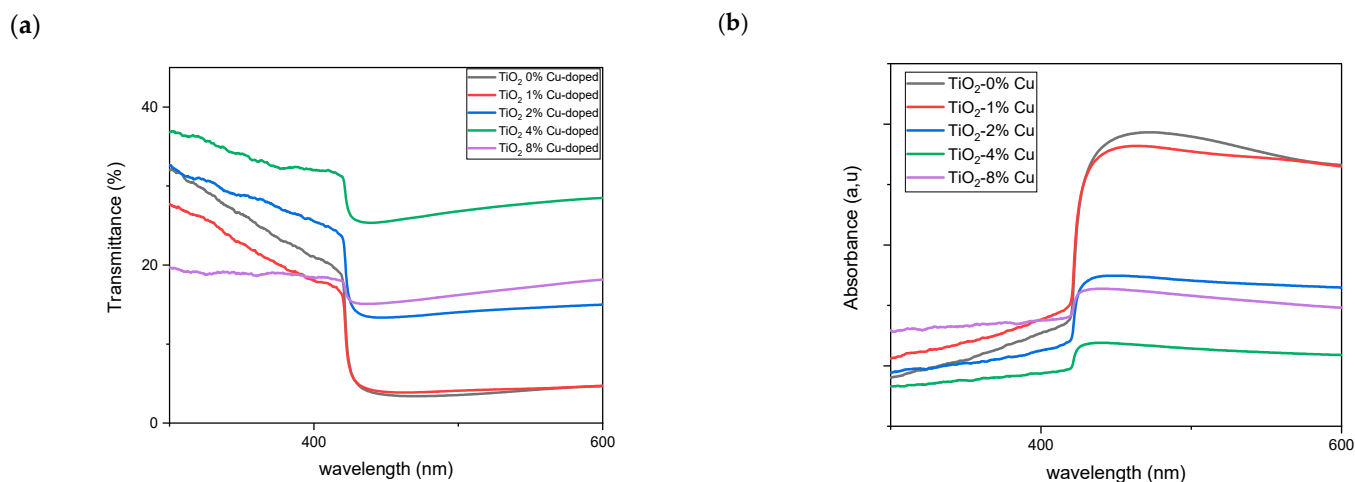 (a)
TiO2 0% Cu-doped
TiO2 1% Cu-doped
TiO2 2% Cu-doped
TiO2 4% Cu-doped
TiO2 8% Cu-doped
40
20
0
Transmittance (%)
400
600
wavelength (nm)
(b)
TiO2-0% Cu
TiO2-1% Cu
TiO2-2% Cu
TiO2-4% Cu
TiO2-8% Cu
Absorbance (a,u)
400
600
wavelength (nm)